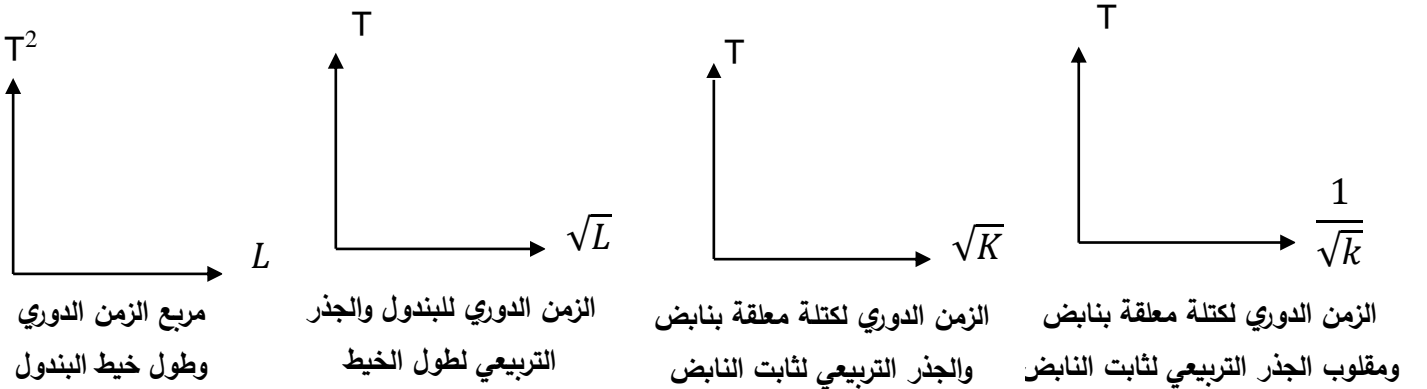 T
1/√k
الزمن الدوري لكتلة معلقة بنابض
ومقلوب الجذر التربيعي لثابت النابض
T
√K
الزمن الدوري لكتلة معلقة بنابض
والجذر التربيعي لثابت النابض
T
√L
الزمن الدوري للبندول والجذر
التربيعي لطول الخيط
T²
L
مربع الزمن الدوري
وطول خيط البندول